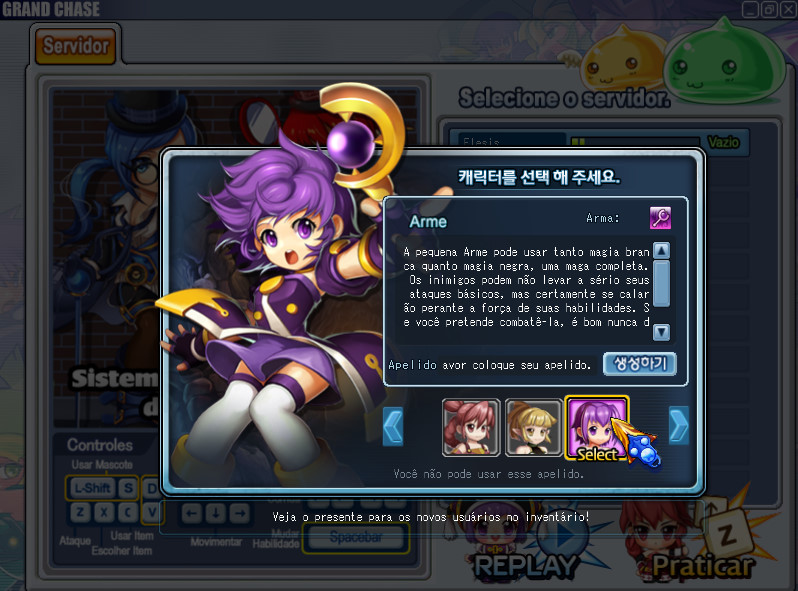 GRAND CHASE
Servidor
Selecione o servidor.
Elesis
Vazio
캐릭터를 선택 해 주세요.
Arme
Arma:
A pequena Arme pode usar tanto magia bran
ca quanto magia negra, uma maga completa.
Os inimigos podem não levar a sério seus
ataques básicos, mas certamente se calar
ão perante a força de suas habilidades. S
e você pretende combatê-la, é bom nunca d
Apelido avor coloque seu apelido.
생성하기
Sistem
d
Select
Você não pode usar esse apelido.
Controles
Usar Mascote
L-Shift S D
Z X C V
Veja o presente para os novos usuários no inventário!
Ataque
Usar Item
Escolher Item
Movimentar
Mudar
Habilidade
Spacebar
REPLAY
Z
Praticar